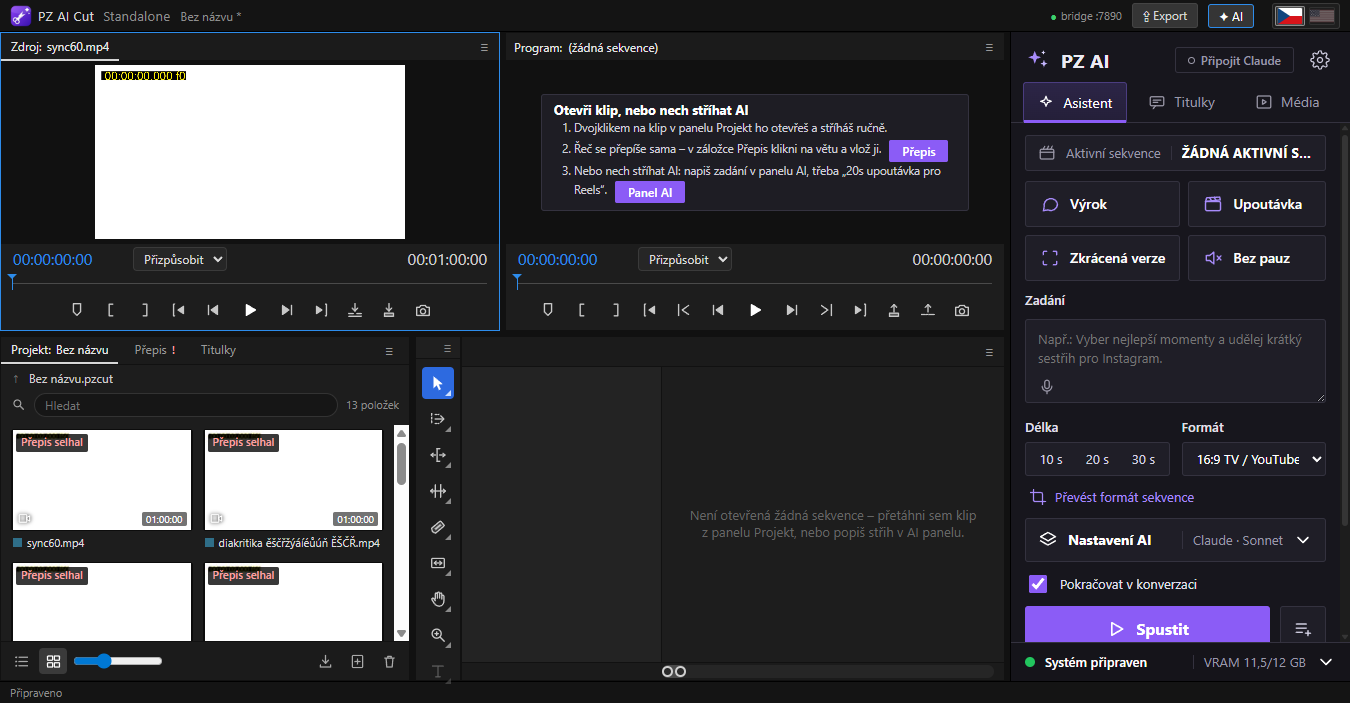 PZ AI Cut Standalone Bez názvu *
bridge :7890
Export
AI
Zdroj: sync60.mp4
00:00:00.000 f0
00:00:00:00
Přizpůsobit
00:01:00:00
Program: (žádná sekvence)
Otevři klip, nebo nech stříhat AI
1. Dvojklikem na klip v panelu Projekt ho otevřeš a stříháš ručně.
2. Řeč se přepíše sama – v záložce Přepis klikni na větu a vlož ji. Přepis
3. Nebo nech stříhat AI: napiš zadání v panelu AI, třeba „20s upoutávka pro
Reels“. Panel AI
00:00:00:00
Přizpůsobit
00:00:00:00
Projekt: Bez názvu
Přepis !
Titulky
↑ Bez názvu.pzcut
Hledat
13 položek
Přepis selhal
01:00:00
sync60.mp4
Přepis selhal
01:00:00
diakritika ěščřžýáíéůúň ĚŠČŘ.mp4
Přepis selhal
Přepis selhal
Není otevřená žádná sekvence – přetáhni sem klip
z panelu Projekt, nebo popiš střih v AI panelu.
PZ AI
Připojit Claude
Asistent
Titulky
Média
Aktivní sekvence
ŽÁDNÁ AKTIVNÍ S...
Výrok
Upoutávka
Zkrácená verze
Bez pauz
Zadání
Např.: Vyber nejlepší momenty a udělej krátký
sestřih pro Instagram.
Délka
Formát
10 s 20 s 30 s
16:9 TV / YouTube
Převést formát sekvence
Nastavení AI
Claude · Sonnet
Pokračovat v konverzaci
Spustit
Systém připraven
VRAM 11,5/12 GB
Připraveno